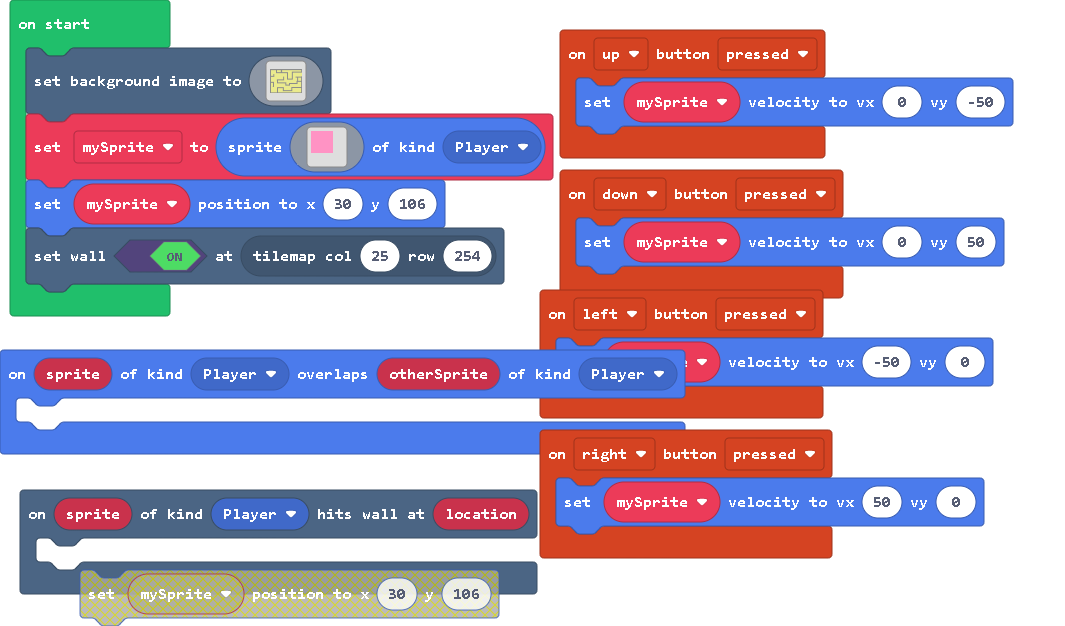 on start
set background image to
set mySprite to sprite of kind Player
set mySprite position to x 30 y 106
set wall ON at tilemap col 25 row 254
on sprite of kind Player overlaps otherSprite of kind Player
on sprite of kind Player hits wall at location
set mySprite position to x 30 y 106
on up button pressed
set mySprite velocity to vx 0 vy -50
on down button pressed
set mySprite velocity to vx 0 vy 50
on left button pressed
velocity to vx -50 vy 0
on right button pressed
set mySprite velocity to vx 50 vy 0